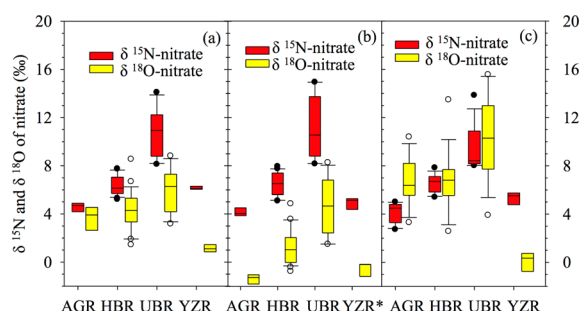 20 (a) (b) (c) 20
δ ¹⁵N-nitrate δ ¹⁵N-nitrate δ ¹⁵N-nitrate
δ ¹⁸O-nitrate δ ¹⁸O-nitrate δ ¹⁸O-nitrate
16 16
12 12
8 8
4 4
0 0
δ ¹⁵N and δ ¹⁸O of nitrate (‰)
AGR HBR UBR YZR AGR HBR UBR YZR* AGR HBR UBR YZR